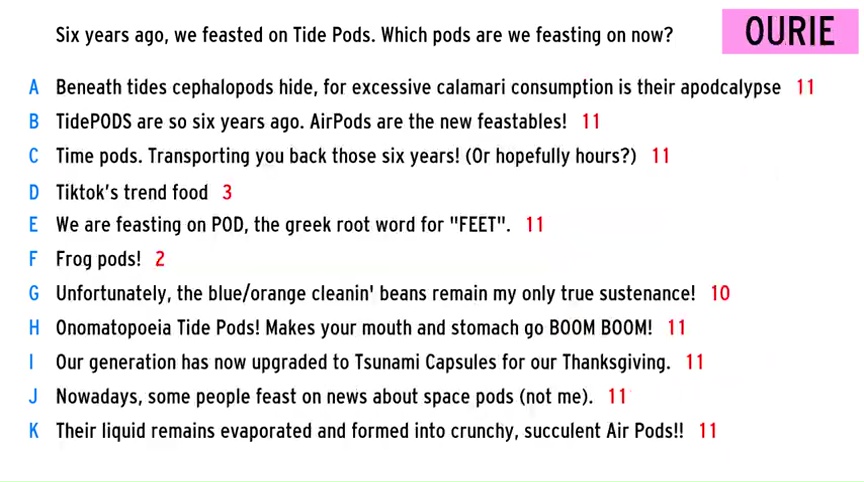 Six years ago, we feasted on Tide Pods. Which pods are we feasting on now?
OURIE
A Beneath tides cephalopods hide, for excessive calamari consumption is their apodcalypse 11
B TidePODS are so six years ago. AirPods are the new feastables! 11
C Time pods. Transporting you back those six years! (Or hopefully hours?) 11
D Tiktok's trend food 3
E We are feasting on POD, the greek root word for "FEET". 11
F Frog pods! 2
G Unfortunately, the blue/orange cleanin' beans remain my only true sustenance! 10
H Onomatopoeia Tide Pods! Makes your mouth and stomach go BOOM BOOM! 11
I Our generation has now upgraded to Tsunami Capsules for our Thanksgiving. 11
J Nowadays, some people feast on news about space pods (not me). 11
K Their liquid remains evaporated and formed into crunchy, succulent Air Pods!! 11